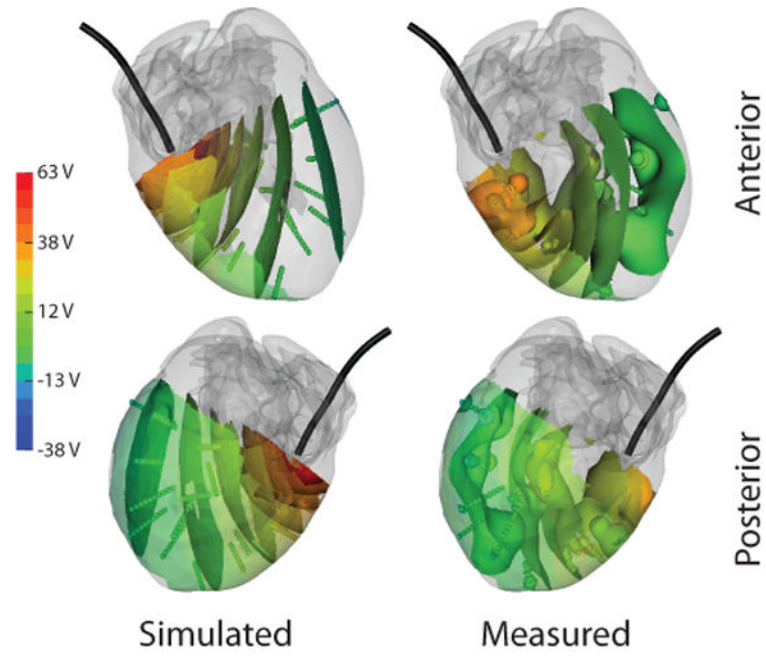 Anterior
63 V
38 V
12 V
-13 V
-38 V
Posterior
Simulated
Measured